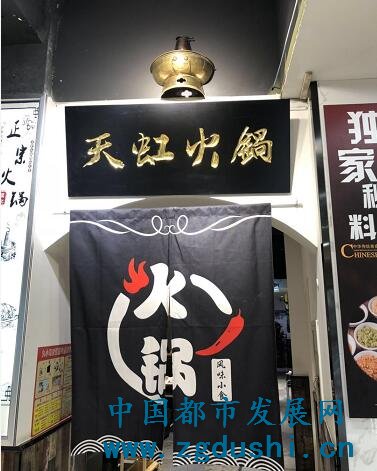 天虹火鍋
正宗火锅
独家秘料
CHINESE
火锅
风味小食
中国都市发展网
www.zgdushi.cn